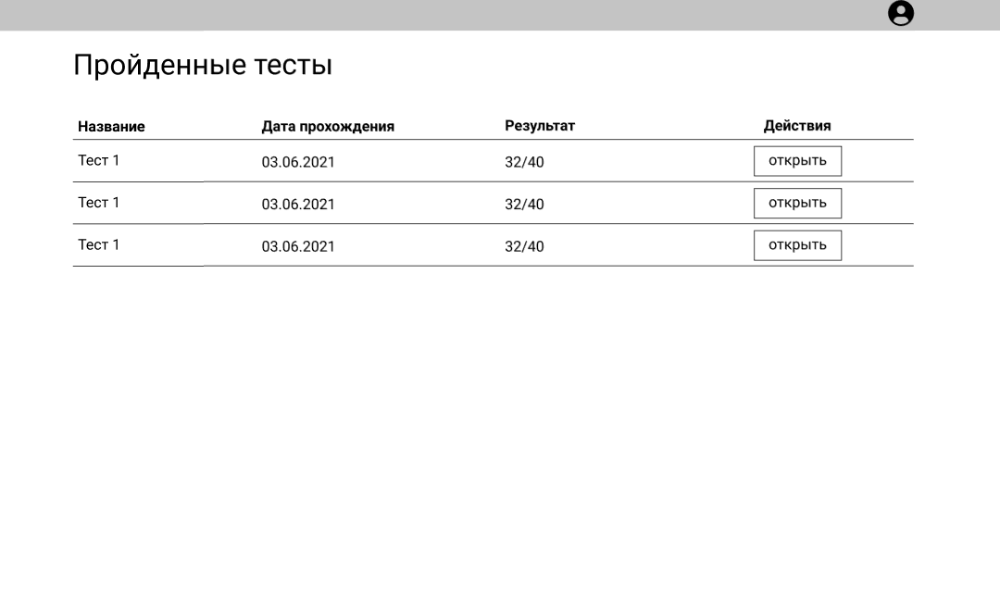 Пройденные тесты
Название Дата прохождения Результат Действия
Тест 1 03.06.2021 32/40 открыть
Тест 1 03.06.2021 32/40 открыть
Тест 1 03.06.2021 32/40 открыть